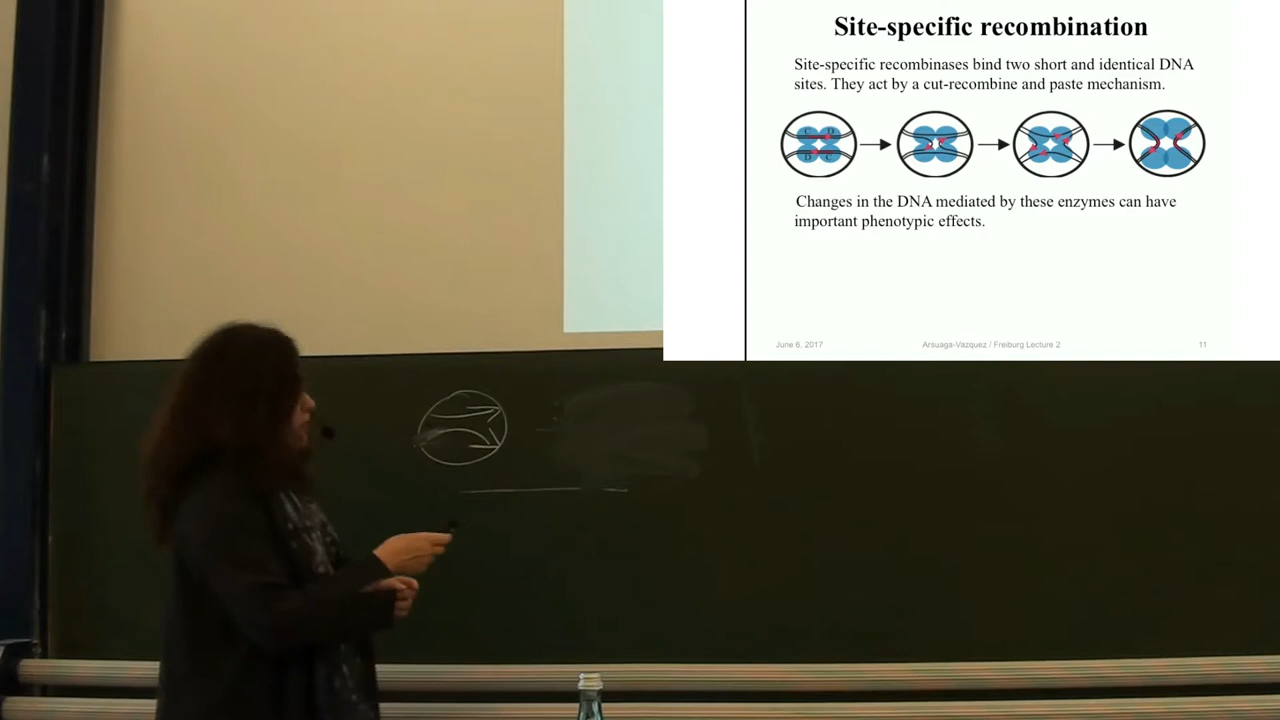 Site-specific recombination
Site-specific recombinases bind two short and identical DNA
sites. They act by a cut-recombine and paste mechanism.
C D
D C
Changes in the DNA mediated by these enzymes can have
important phenotypic effects.
June 6, 2017 Arsuaga-Vazquez / Freiburg Lecture 2 11